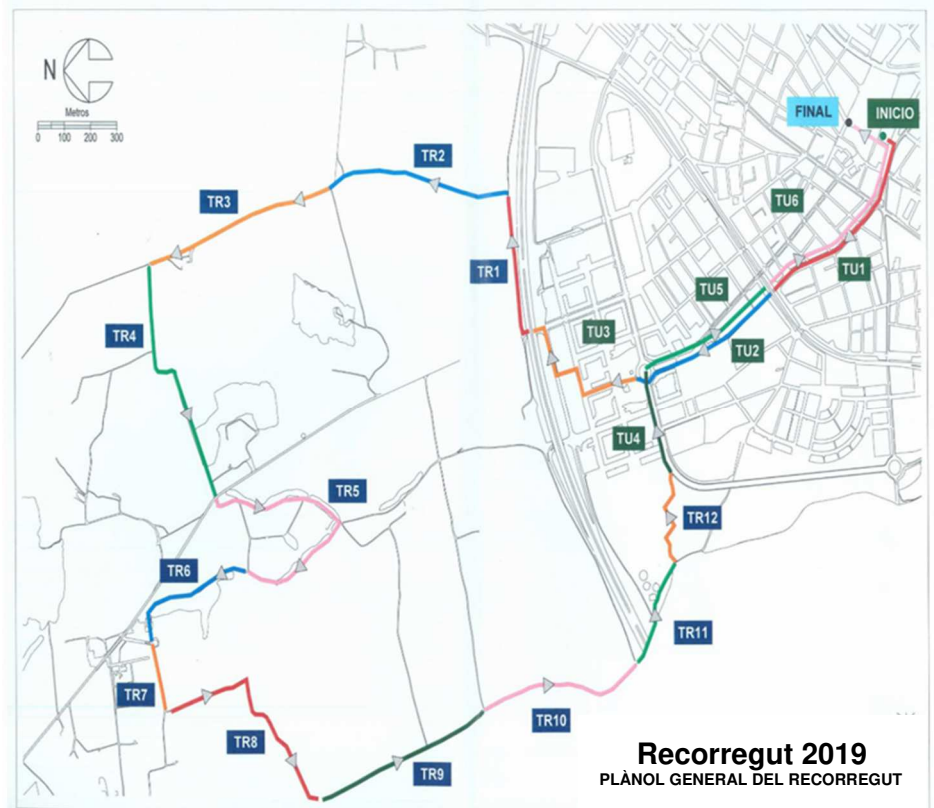 N
Metros
0 100 200 300
FINAL
INICIO
TR2
TR3
TU6
TR1
TU1
TU5
TR4
TU3
TU2
TU4
TR5
TR12
TR6
TR11
TR7
TR10
TR8
TR9
Recorregut 2019
PLÀNOL GENERAL DEL RECORREGUT